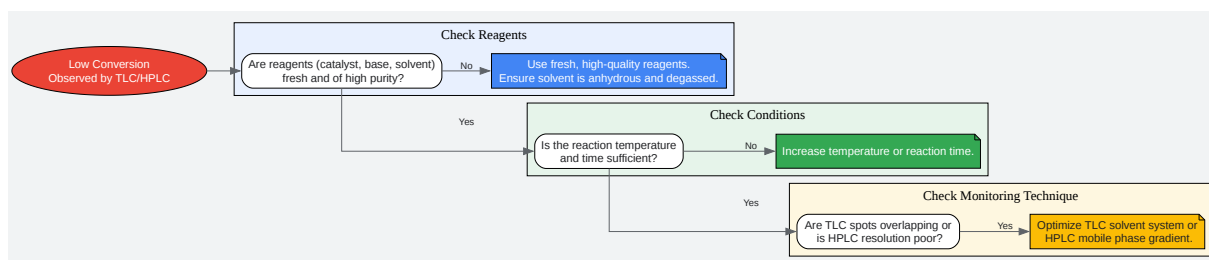 Low Conversion
Observed by TLC/HPLC
Check Reagents
Are reagents (catalyst, base, solvent)
fresh and of high purity?
No
Use fresh, high-quality reagents.
Ensure solvent is anhydrous and degassed.
Yes
Check Conditions
Is the reaction temperature
and time sufficient?
No
Increase temperature or reaction time.
Yes
Check Monitoring Technique
Are TLC spots overlapping or
is HPLC resolution poor?
Yes
Optimize TLC solvent system or
HPLC mobile phase gradient.